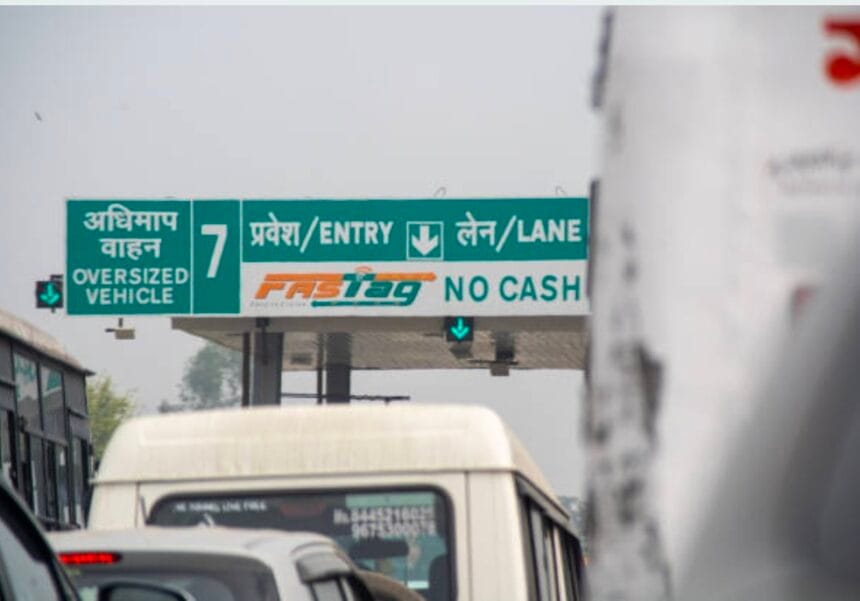 अधिमाप
वाहन
OVERSIZED
VEHICLE
7
प्रवेश/ENTRY
लेन/LANE
FASTag
NO CASH